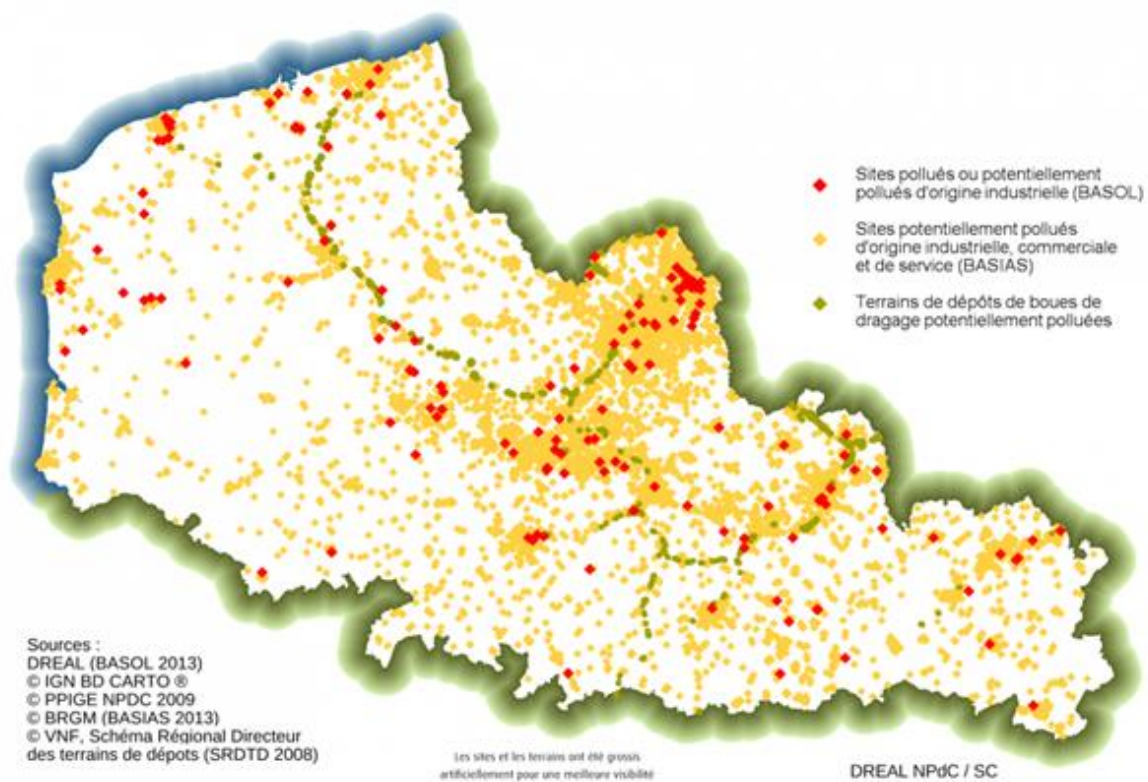 Sites pollués ou potentiellement
pollués d'origine industrielle (BASOL)
Sites potentiellement pollués
d'origine industrielle, commerciale
et de service (BASIAS)
Terrains de dépôts de boues de
dragage potentiellement polluées
Sources :
DREAL (BASOL 2013)
© IGN BD CARTO ®
© PPIGE NPDC 2009
© BRGM (BASIAS 2013)
© VNF, Schéma Régional Directeur
des terrains de dépots (SRDTD 2008)
Les sites et les terrains ont été grossis
artificiellement pour une meilleure visibilité
DREAL NPdC / SC